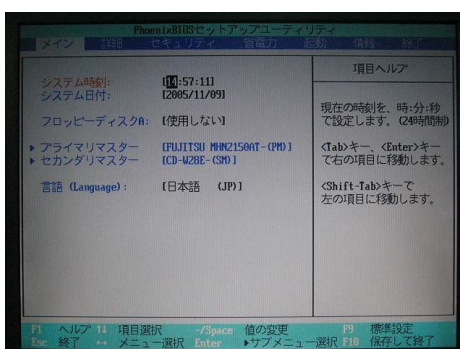 PhoenixBIOSセットアップユーティリティ
メイン 詳細 セキュリティ 省電力 起動 情報 終了
システム時刻: [14:57:11]
システム日付: [2005/11/09]
フロッピーディスクA: [使用しない]
プライマリマスター [FUJITSU MHN2150AT-(PM)]
セカンダリマスター [CD-W28E-(SM)]
言語 (Language): [日本語 (JP)]
項目ヘルプ
現在の時刻を、時:分:秒
で設定します。(24時間制)
<Tab>キー、<Enter>キー
で右の項目に移動します。
<Shift-Tab>キーで
左の項目に移動します。
F1 ヘルプ ↑↓ 項目選択 -/Space 値の変更 F9 標準設定
Esc 終了 ↔ メニュー選択 Enter ▶サブメニュー選択 F10 保存して終了